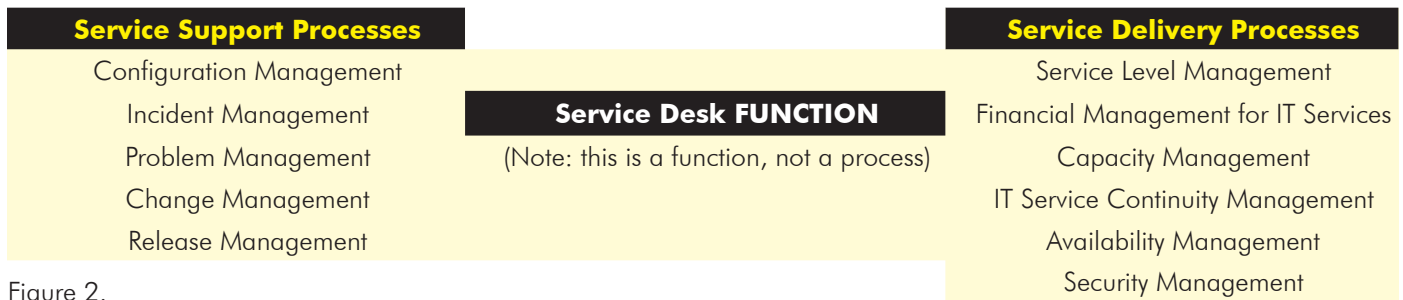 Service Support Processes
Configuration Management
Incident Management
Problem Management
Change Management
Release Management
Service Desk FUNCTION
(Note: this is a function, not a process)
Service Delivery Processes
Service Level Management
Financial Management for IT Services
Capacity Management
IT Service Continuity Management
Availability Management
Security Management
Figure 2.